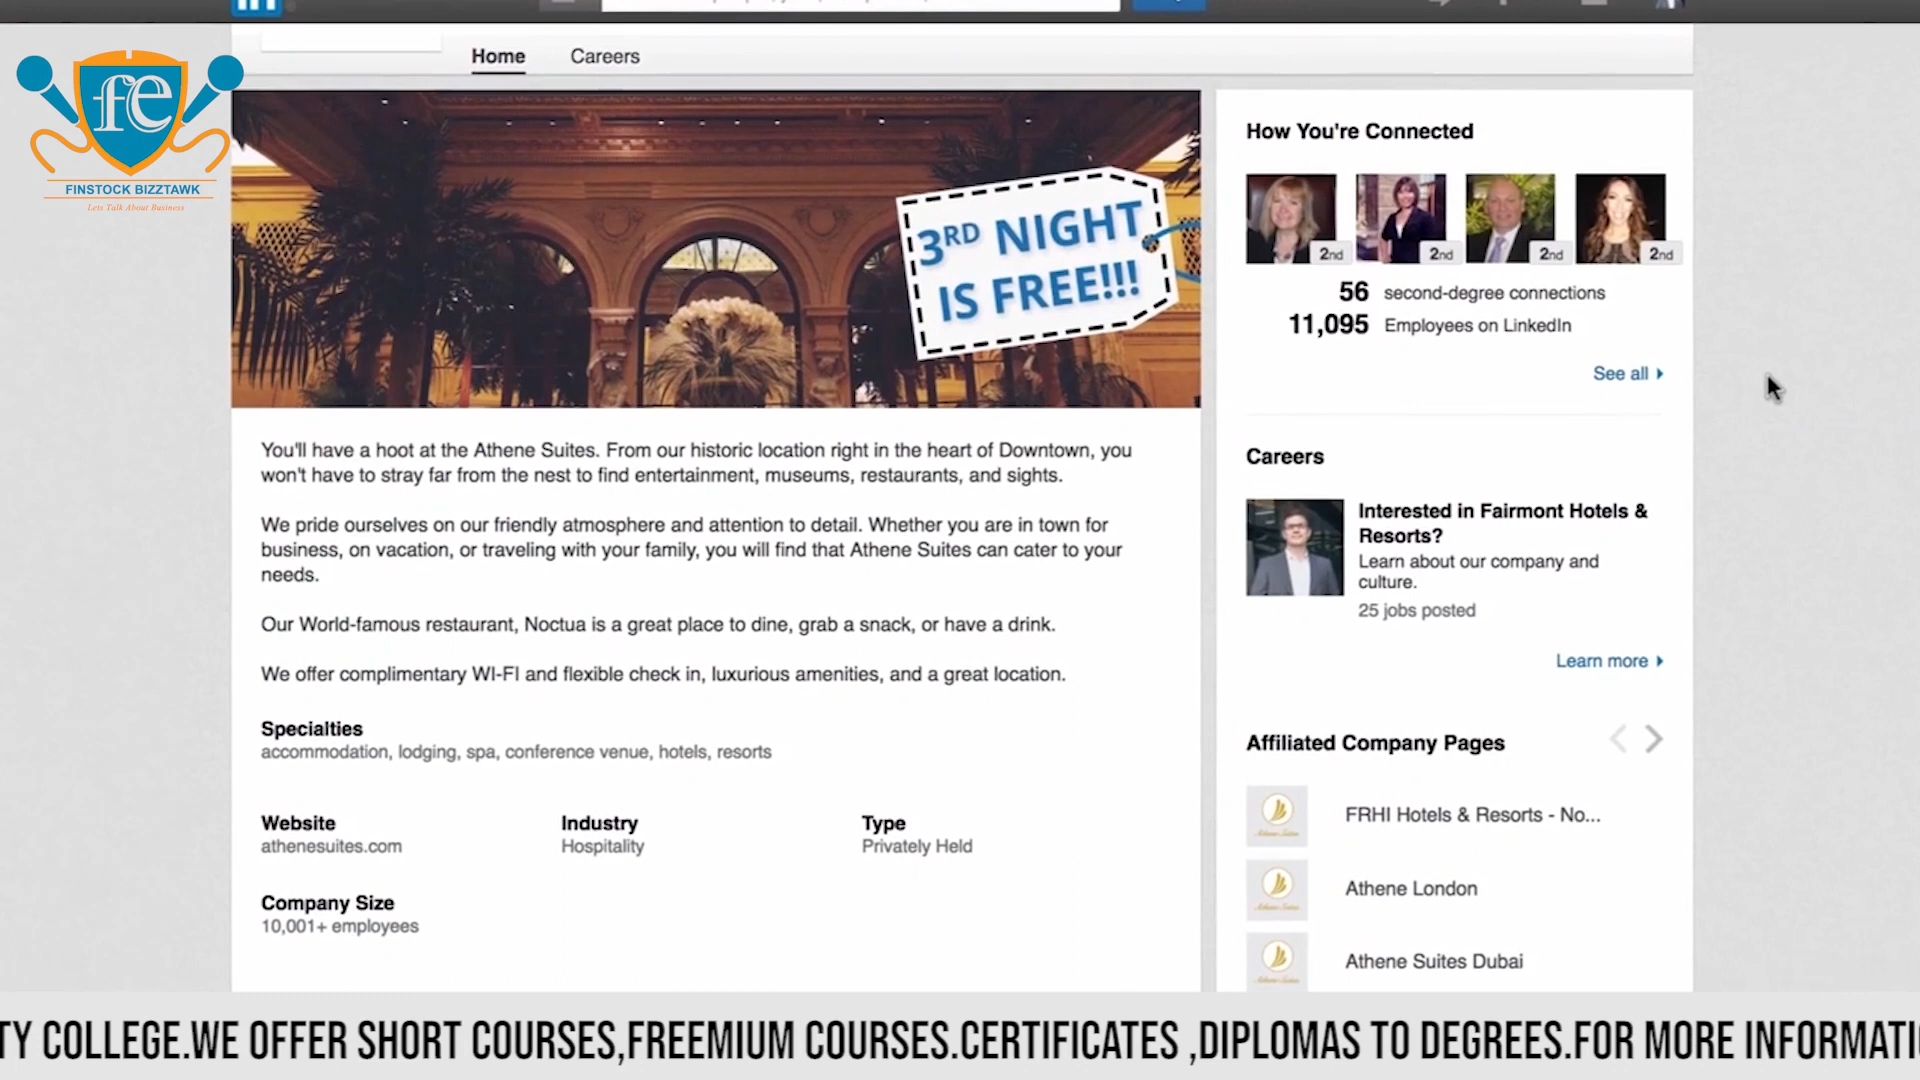 in
Home
Careers
fe
FINSTOCK BIZZTAWK
Lets Talk About Business
3RD NIGHT
IS FREE!!!
You'll have a hoot at the Athene Suites. From our historic location right in the heart of Downtown, you
won't have to stray far from the nest to find entertainment, museums, restaurants, and sights.
We pride ourselves on our friendly atmosphere and attention to detail. Whether you are in town for
business, on vacation, or traveling with your family, you will find that Athene Suites can cater to your
needs.
Our World-famous restaurant, Noctua is a great place to dine, grab a snack, or have a drink.
We offer complimentary WI-FI and flexible check in, luxurious amenities, and a great location.
Specialties
accommodation, lodging, spa, conference venue, hotels, resorts
Website
athenesuites.com
Industry
Hospitality
Type
Privately Held
Company Size
10,001+ employees
How You're Connected
2nd
2nd
2nd
2nd
56 second-degree connections
11,095 Employees on LinkedIn
See all
Careers
Interested in Fairmont Hotels &
Resorts?
Learn about our company and
culture.
25 jobs posted
Learn more
Affiliated Company Pages
FRHI Hotels & Resorts - No...
Athene London
Athene Suites Dubai
TY COLLEGE.WE OFFER SHORT COURSES,FREEMIUM COURSES.CERTIFICATES ,DIPLOMAS TO DEGREES.FOR MORE INFORMATI